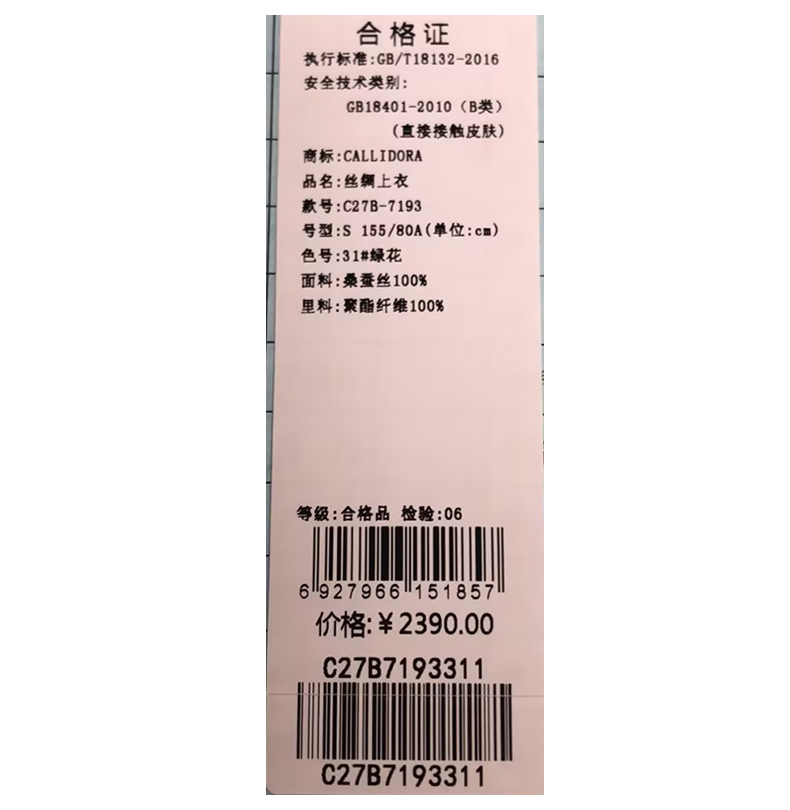 合格证
执行标准:GB/T18132-2016
安全技术类别:
GB18401-2010（B类）
(直接接触皮肤)
商标:CALLIDORA
品名:丝绸上衣
款号:C27B-7193
号型:S 155/80A(单位:cm)
色号:31#绿花
面料:桑蚕丝100%
里料:聚酯纤维100%
等级:合格品 检验:06
6 927966 151857
价格:￥2390.00
C27B7193311
C27B7193311